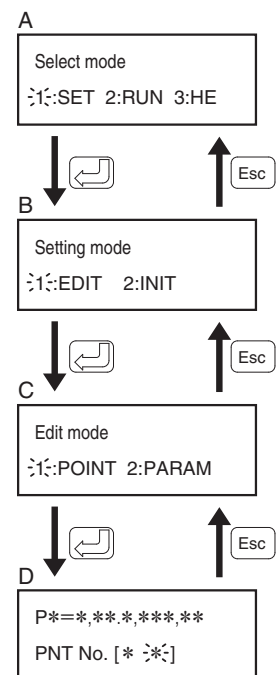 A
Select mode
1:SET 2:RUN 3:HE
Esc
B
Setting mode
1:EDIT 2:INIT
Esc
C
Edit mode
1:POINT 2:PARAM
Esc
D
P*=*,**.*,***,**
PNT No. [* *]